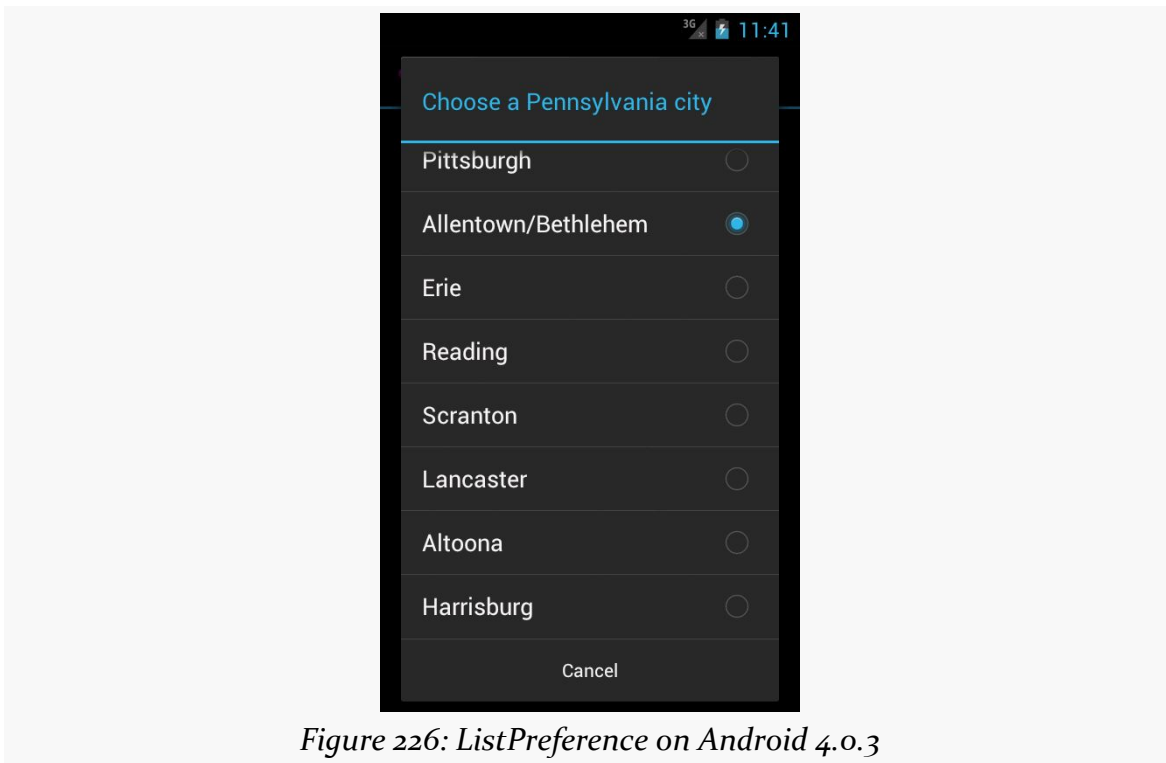 3G 11:41
Choose a Pennsylvania city
Pittsburgh
Allentown/Bethlehem
Erie
Reading
Scranton
Lancaster
Altoona
Harrisburg
Cancel
Figure 226: ListPreference on Android 4.0.3